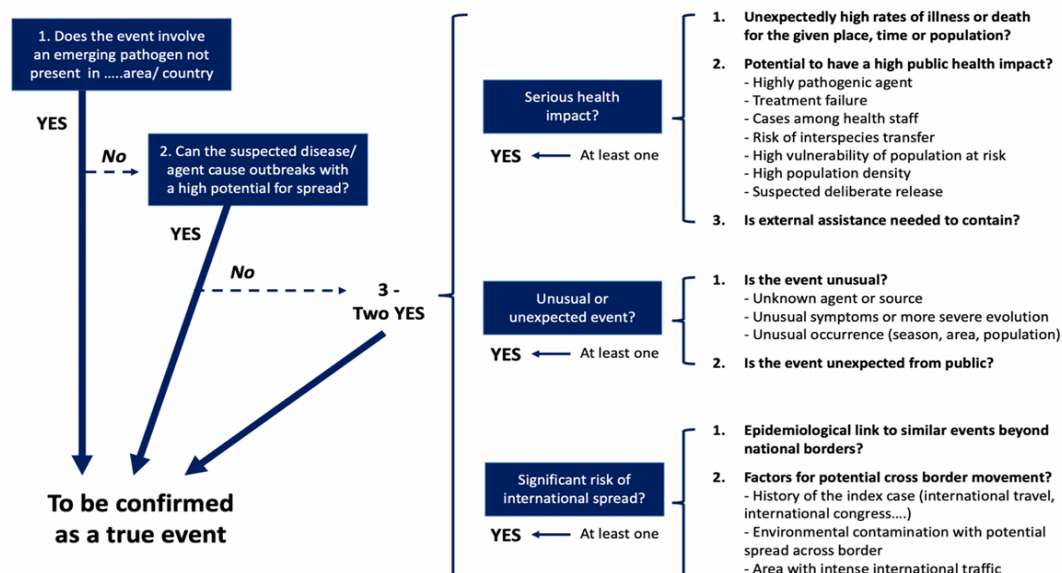 1. Does the event involve
an emerging pathogen not
present in .....area/ country
YES
No
2. Can the suspected disease/
agent cause outbreaks with
a high potential for spread?
YES
No
3 -
Two YES
To be confirmed
as a true event
Serious health
impact?
YES
At least one
1. Unexpectedly high rates of illness or death
for the given place, time or population?
2. Potential to have a high public health impact?
- Highly pathogenic agent
- Treatment failure
- Cases among health staff
- Risk of interspecies transfer
- High vulnerability of population at risk
- High population density
- Suspected deliberate release
3. Is external assistance needed to contain?
Unusual or
unexpected event?
YES
At least one
1. Is the event unusual?
- Unknown agent or source
- Unusual symptoms or more severe evolution
- Unusual occurrence (season, area, population)
2. Is the event unexpected from public?
Significant risk of
international spread?
YES
At least one
1. Epidemiological link to similar events beyond
national borders?
2. Factors for potential cross border movement?
- History of the index case (international travel,
international congress....)
- Environmental contamination with potential
spread across border
- Area with intense international traffic